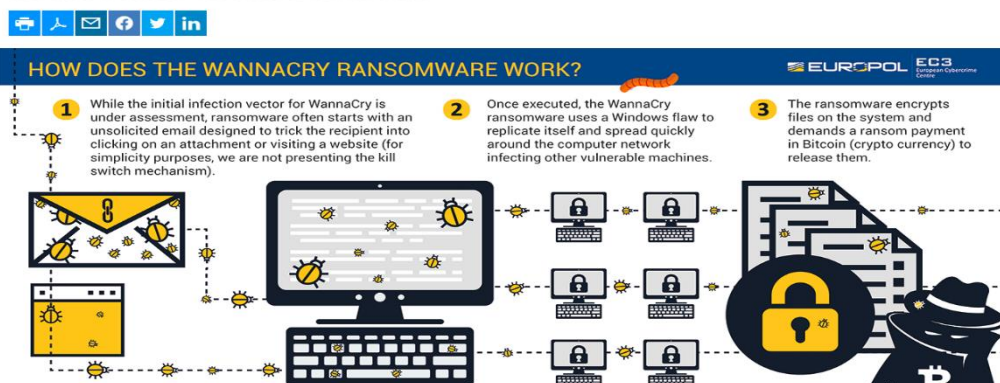 HOW DOES THE WANNACRY RANSOMWARE WORK?
EUROPOL
EC3
European Cybercrime
Centre
1
While the initial infection vector for WannaCry is
under assessment, ransomware often starts with an
unsolicited email designed to trick the recipient into
clicking on an attachment or visiting a website (for
simplicity purposes, we are not presenting the kill
switch mechanism).
2
Once executed, the WannaCry
ransomware uses a Windows flaw to
replicate itself and spread quickly
around the computer network
infecting other vulnerable machines.
3
The ransomware encrypts
files on the system and
demands a ransom payment
in Bitcoin (crypto currency) to
release them.